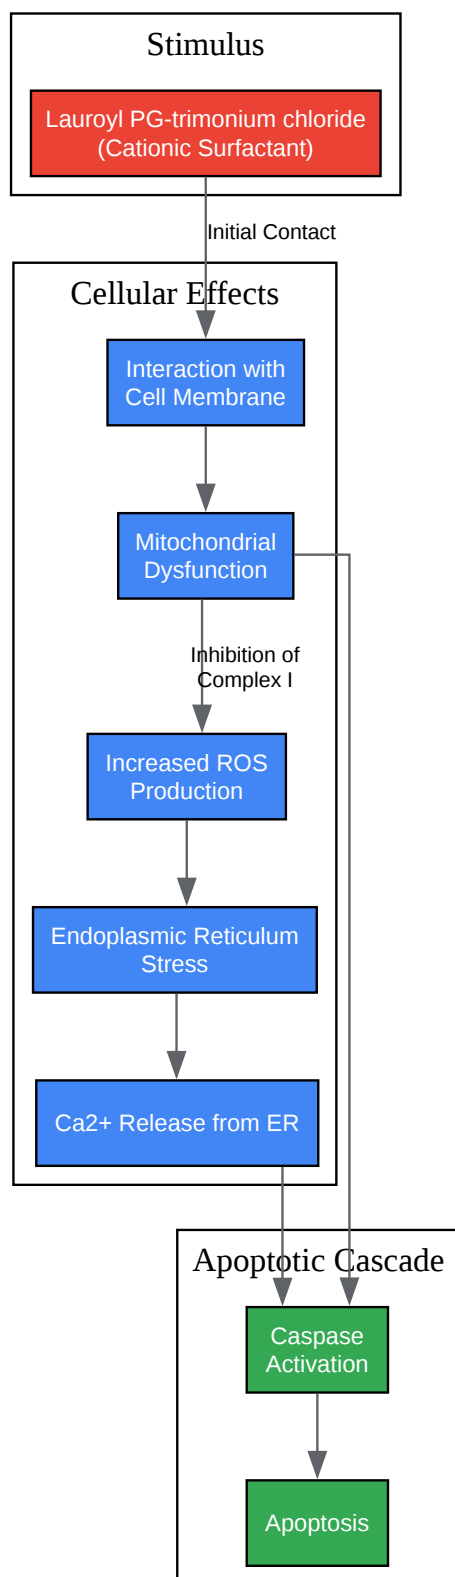 Stimulus
Lauroyl PG-trimonium chloride
(Cationic Surfactant)
Initial Contact
Cellular Effects
Interaction with
Cell Membrane
Mitochondrial
Dysfunction
Inhibition of
Complex I
Increased ROS
Production
Endoplasmic Reticulum
Stress
Ca2+ Release from ER
Apoptotic Cascade
Caspase
Activation
Apoptosis